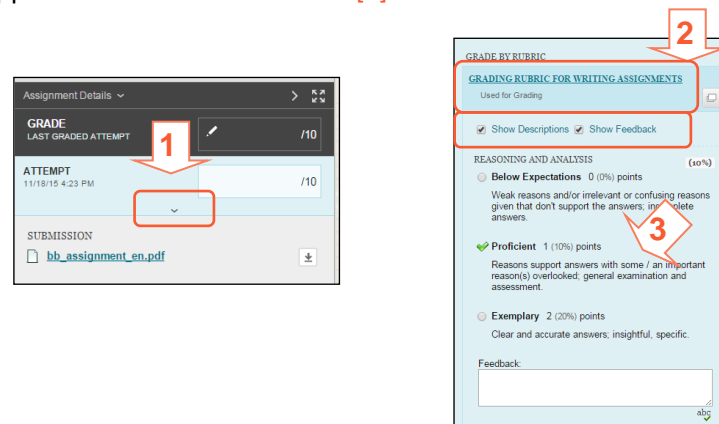 Assignment Details
GRADE
LAST GRADED ATTEMPT
/10
1
ATTEMPT
11/18/15 4:23 PM
/10
SUBMISSION
bb_assignment_en.pdf
2
GRADE BY RUBRIC
GRADING RUBRIC FOR WRITING ASSIGNMENTS
Used for Grading
Show Descriptions Show Feedback
REASONING AND ANALYSIS
(10%)
Below Expectations 0 (0%) points
Weak reasons and/or irrelevant or confusing reasons
given that don't support the answers;
answers.
3
Proficient 1 (10%) points
Reasons support answers with some / an important
reason(s) overlooked; general examination and
assessment.
Exemplary 2 (20%) points
Clear and accurate answers; insightful, specific.
Feedback:
abc